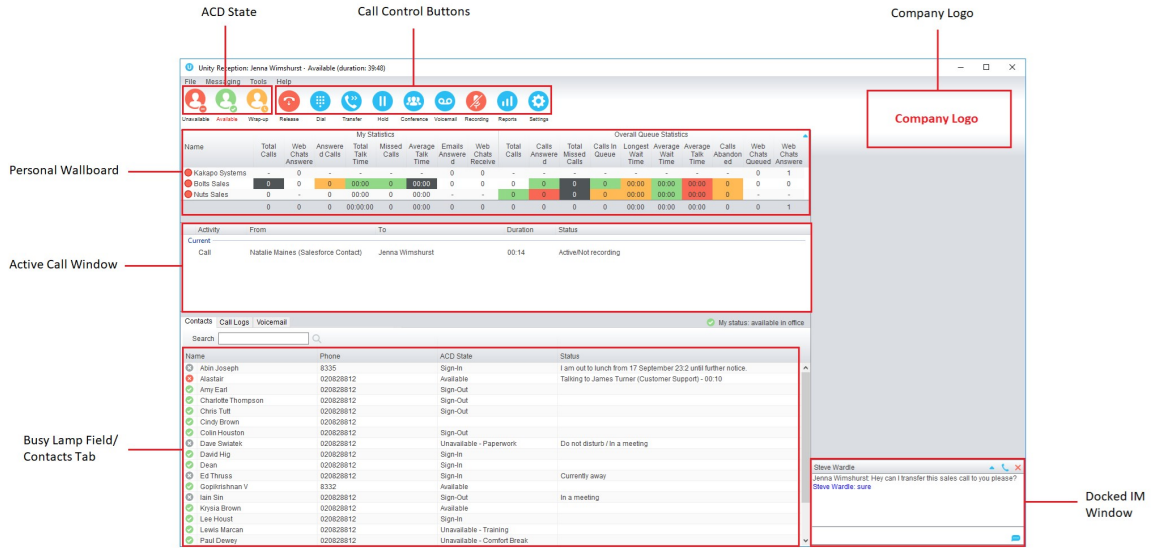 ACD State Call Control Buttons Company Logo
Unity Reception: Jenna Wimshurst - Available (duration: 39:48)
File Messaging Tools Help
Unavailable Available Wrap-up Release Dial Transfer Hold Conference Voicemail Recording Reports Settings
Company Logo
My Statistics Overall Queue Statistics
Name Total Calls Web Chats Answere Answere d Calls Total Talk Time Missed Calls Average Talk Time Emails Answere d Web Chats Receive Total Calls Calls Answere d Total Missed Calls Calls In Queue Longest Wait Time Average Wait Time Average Talk Time Calls Abandon ed Web Chats Queued Web Chats Answere
Personal Wallboard
Kakapo Systems - 0 - - - - 0 0 - - - - - - - - 0 1
Bolts Sales 0 0 0 00:00 0 00:00 0 0 0 0 0 0 00:00 00:00 00:00 0 0 0
Nuts Sales 0 - 0 00:00 0 00:00 - - 0 0 0 0 00:00 00:00 00:00 0 - -
0 0 0 00:00:00 0 00:00 0 0 0 0 0 0 00:00 00:00 00:00 0 0 1
Activity From To Duration Status
Current
Call Natalie Maines (Salesforce Contact) Jenna Wimshurst 00:14 Active/Not recording
Active Call Window
Contacts Call Logs Voicemail My status: available in office
Search
Name Phone ACD State Status
Abin Joseph 8335 Sign-In I am out to lunch from 17 September 23:2 until further notice.
Alastair 020828812 Available Talking to James Turner (Customer Support) - 00:10
Amy Earl 020828812 Sign-Out
Charlotte Thompson 020828812 Sign-Out
Chris Tutt 020828812 Sign-Out
Cindy Brown 020828812
Colin Houston 020828812 Sign-Out
Busy Lamp Field/
Contacts Tab
Dave Swiatek 020828812 Unavailable - Paperwork Do not disturb / In a meeting
David Hig 020828812 Sign-In
Dean 020828812 Sign-In
Ed Thruss 020828812 Sign-In Currently away
Gopikrishnan V 8332 Available
Iain Sin 020828812 Sign-Out In a meeting
Krysia Brown 020828812 Available
Lee Houst 020828812 Sign-In
Lewis Marcan 020828812 Unavailable - Training
Paul Dewey 020828812 Unavailable - Comfort Break
Steve Wardle
Jenna Wimshurst: Hey can I transfer this sales call to you please?
Steve Wardle: sure
Docked IM
Window